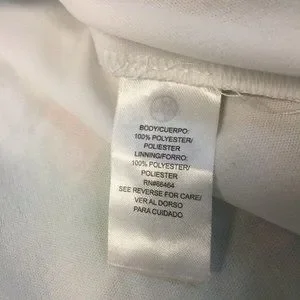 BODY/CUERPO:
100% POLYESTER/
POLIESTER
LINNING/FORRO:
100% POLYESTER/
POLIESTER
RN#66464
SEE REVERSE FOR CARE/
VER AL DORSO
PARA CUIDADO